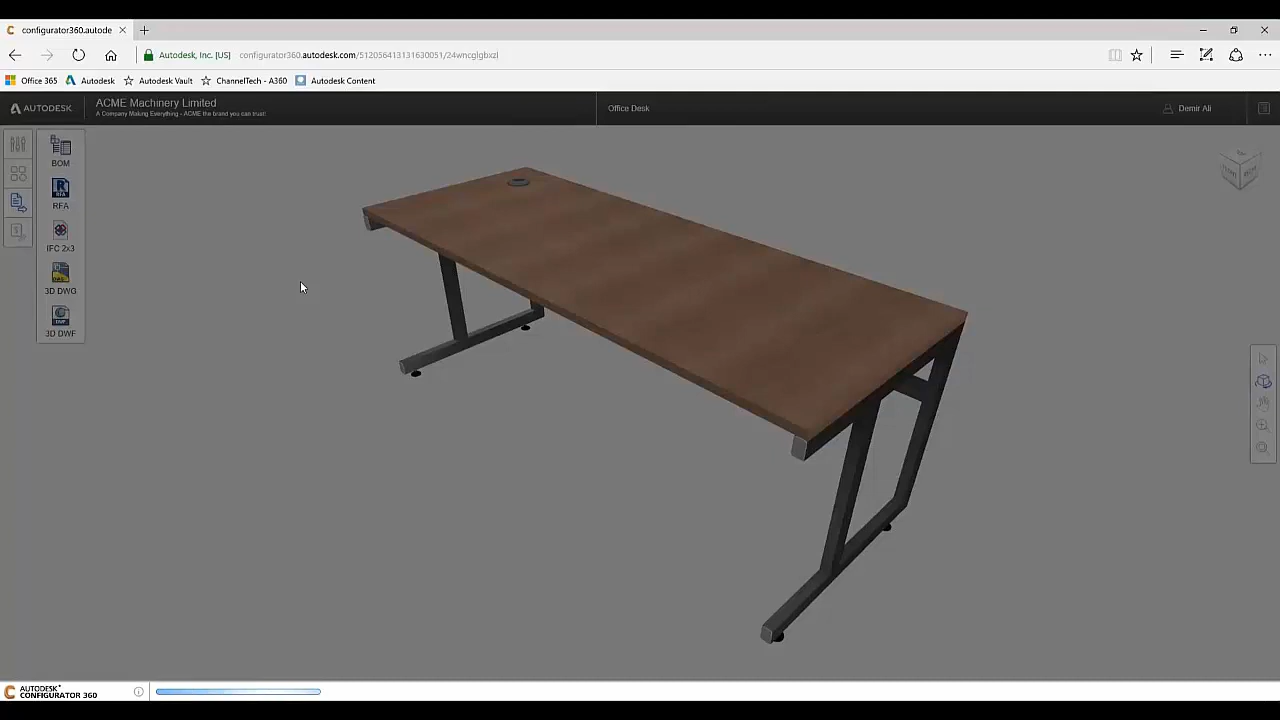 configurator360.autode
Autodesk, Inc. [US]
configurator360.autodesk.com/512056413131630051/24wncglgbxzl
Office 365
Autodesk
Autodesk Vault
ChannelTech - A360
Autodesk Content
AUTODESK
ACME Machinery Limited
A Company Making Everything - ACME the brand you can trust!
Office Desk
Demir Ali
BOM
RFA
IFC 2x3
3D DWG
3D DWF
AUTODESK®
CONFIGURATOR 360